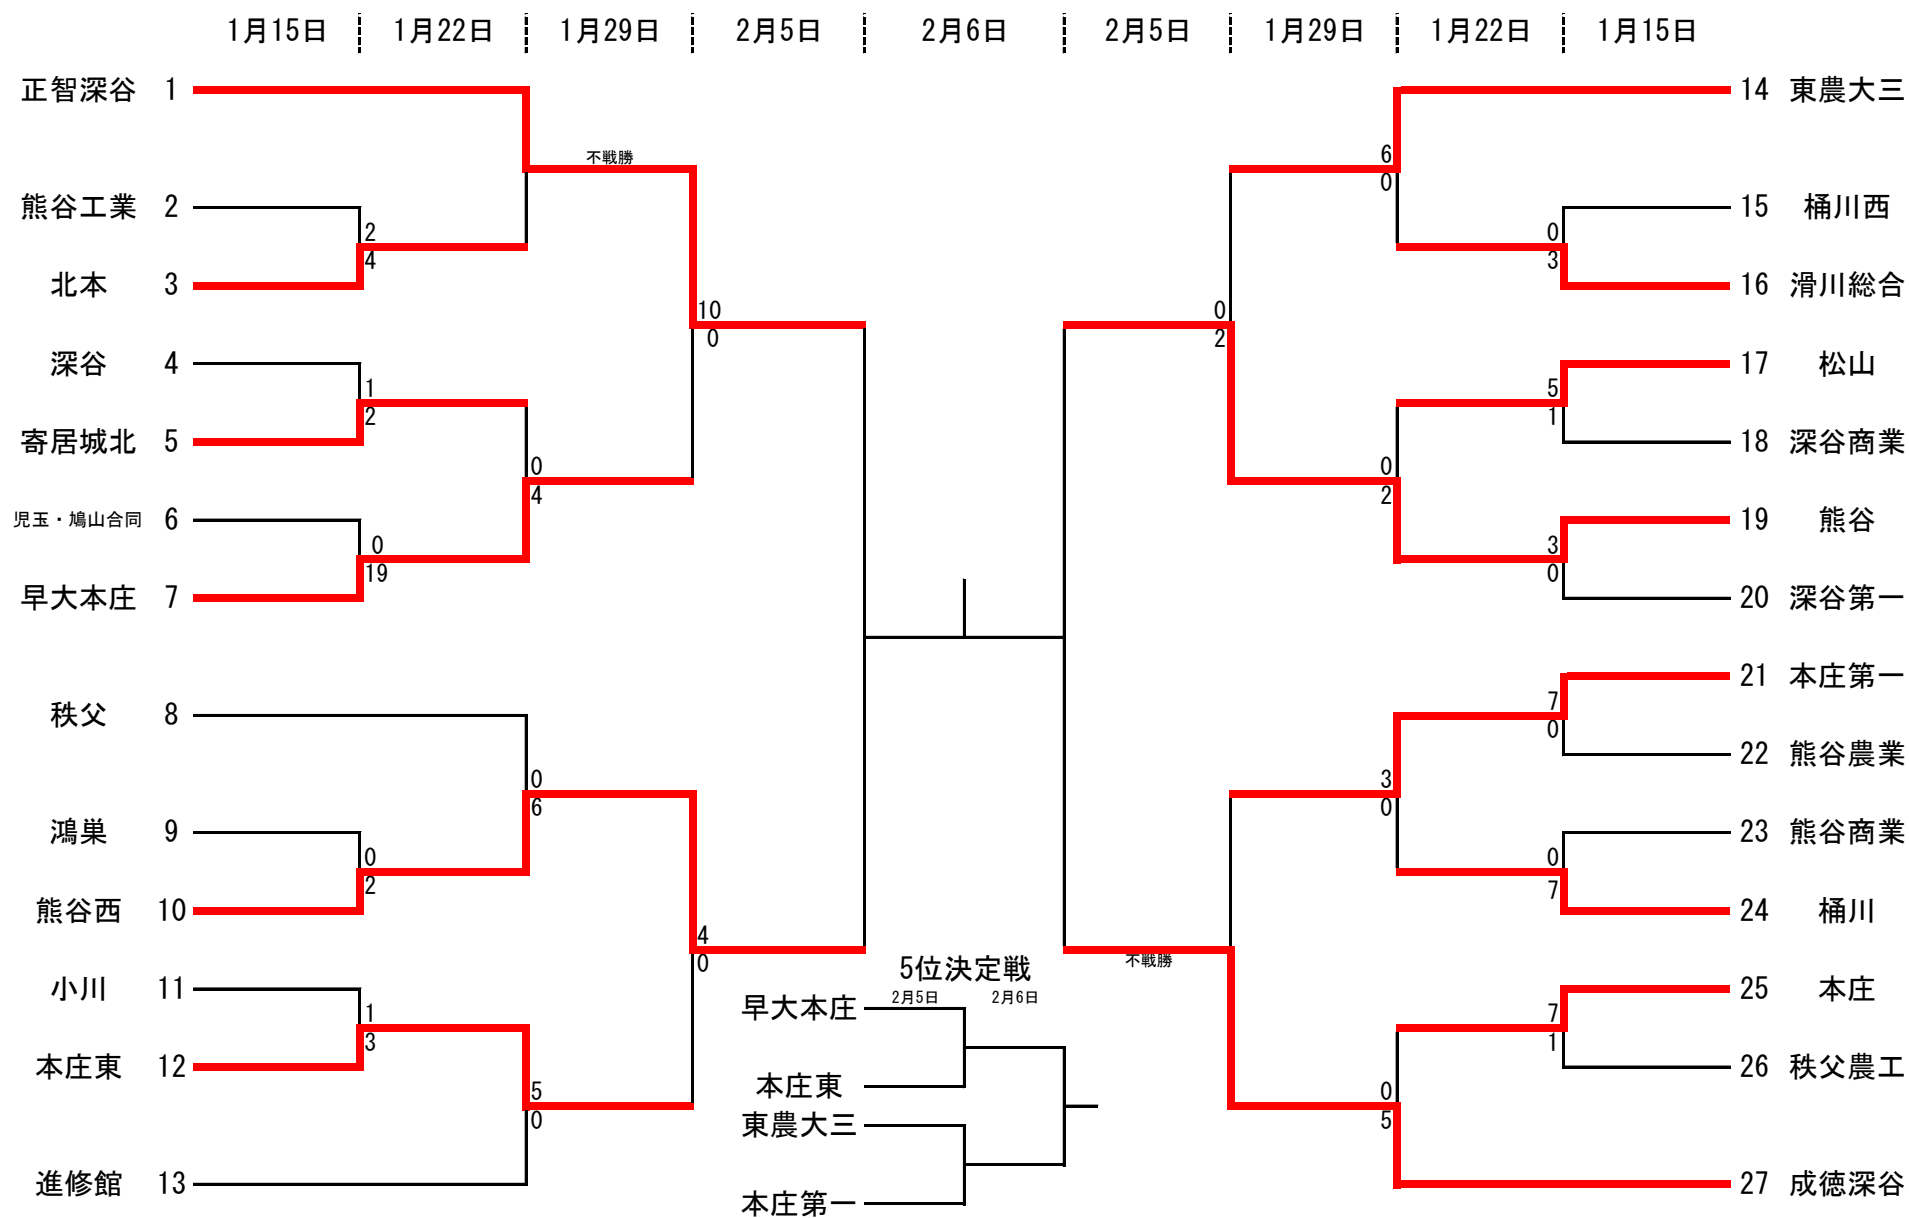 1月15日 1月22日 1月29日 2月5日 2月6日 2月5日 1月29日 1月22日 1月15日
正智深谷 1
14 東農大三
不戦勝
6
0
熊谷工業 2
15 桶川西
2
4
0
3
北本 3
16 滑川総合
10
0
0
2
深谷 4
17 松山
1
2
5
1
寄居城北 5
18 深谷商業
0
4
0
2
児玉・鳩山合同 6
19 熊谷
0
19
3
0
早大本庄 7
20 深谷第一
21 本庄第一
秩父 8
7
0
22 熊谷農業
0
6
3
0
鴻巣 9
23 熊谷商業
0
2
0
7
熊谷西 10
24 桶川
4
0
不戦勝
5位決定戦
2月5日 2月6日
小川 11
25 本庄
早大本庄
1
3
7
1
本庄東 12
26 秩父農工
本庄東
5
0
0
5
東農大三
進修館 13
27 成徳深谷
本庄第一